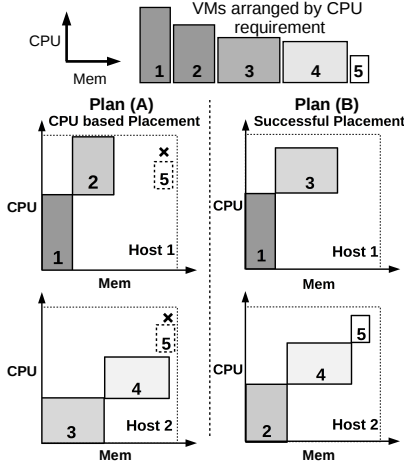 VMs arranged by CPU
requirement
CPU
Mem
1
2
3
4
5
Plan (A)
CPU based Placement
Plan (B)
Successful Placement
CPU
2
×
5
1
Host 1
Mem
CPU
3
1
Host 1
Mem
CPU
×
5
4
3
Host 2
Mem
CPU
5
4
2
Host 2
Mem